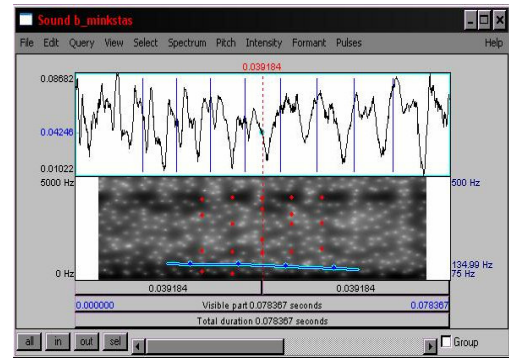 Sound b_minkstas
File Edit Query View Select Spectrum Pitch Intensity Formant Pulses Help
0.039184
0.08682
0.04246
0.01022
5000 Hz 500 Hz
134.99 Hz
0 Hz 75 Hz
0.039184 0.039184
0.000000 Visible part 0.078367 seconds 0.078367
Total duration 0.078367 seconds
all in out sel Group